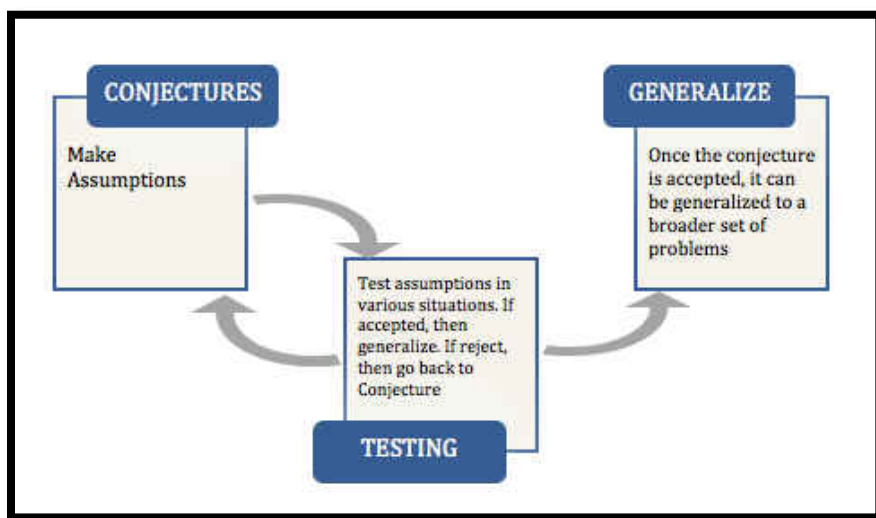 CONJECTURES
Make
Assumptions
Test assumptions in
various situations. If
accepted, then
generalize. If reject,
then go back to
Conjecture
TESTING
GENERALIZE
Once the conjecture
is accepted, it can
be generalized to a
broader set of
problems